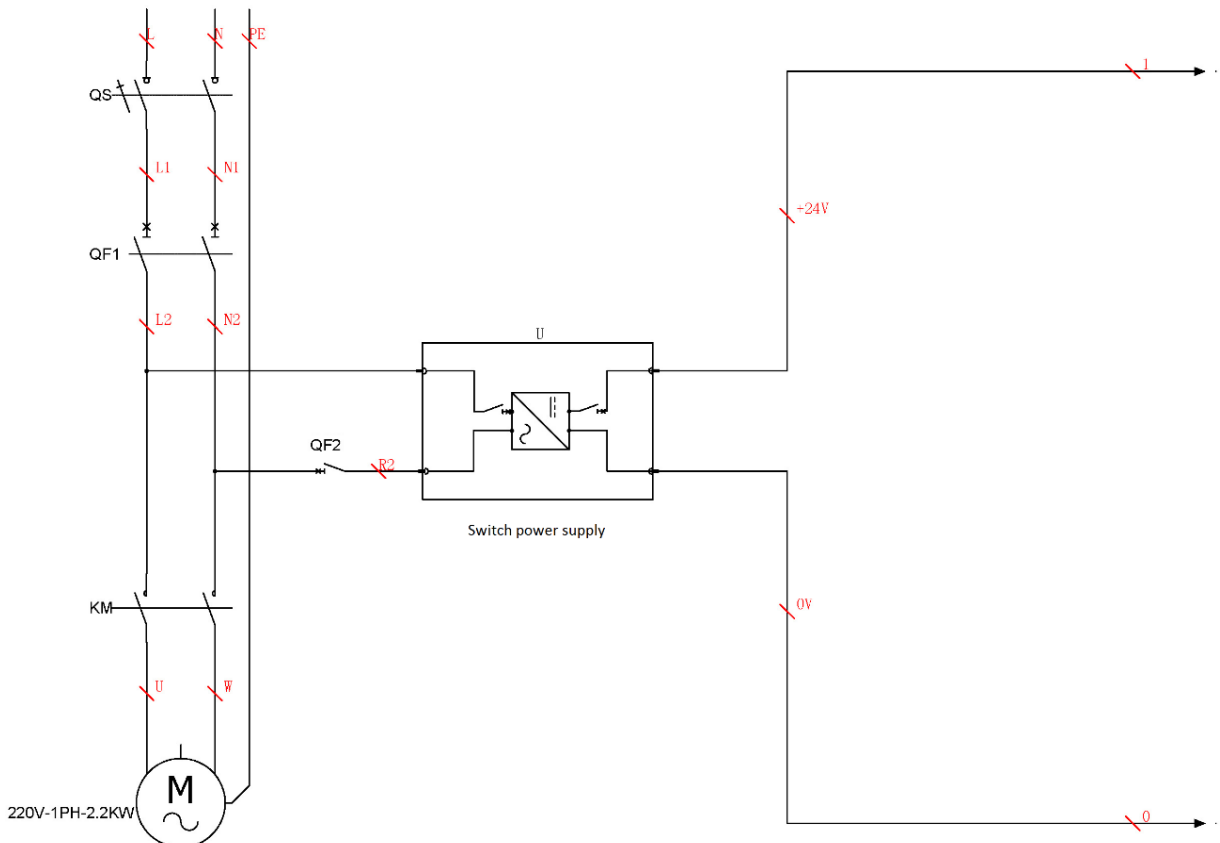 L N PE
QS
L1 N1
QF1
L2 N2
1
+24V
U
QF2
R2
Switch power supply
KM
0V
U W
M
220V-1PH-2.2KW
0